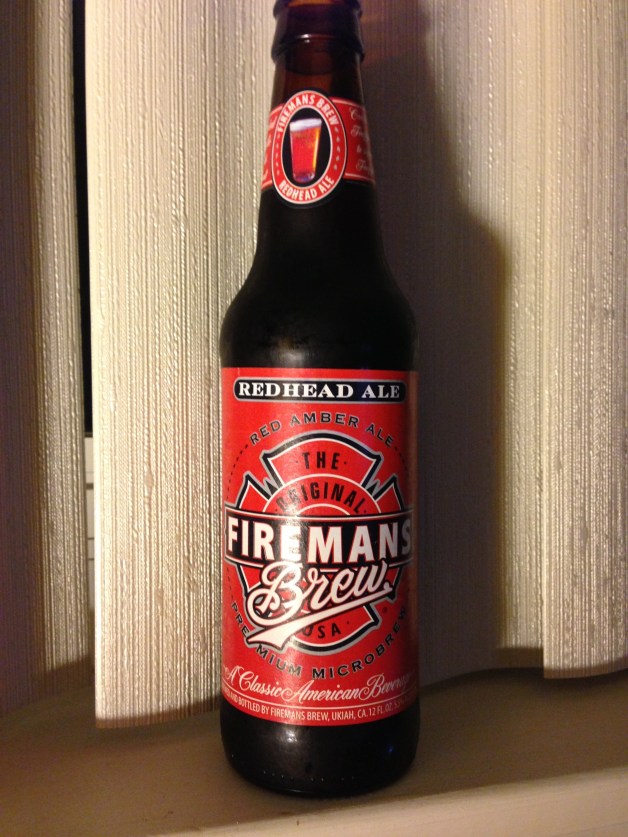 FIREMANS BREW
REDHEAD ALE
REDHEAD ALE
RED AMBER ALE
THE
ORIGINAL
FIREMANS
Brew
USA
PREMIUM MICROBREW
A Classic American Beverage
AND BOTTLED BY FIREMANS BREW, UKIAH, CA. 12 FL OZ.